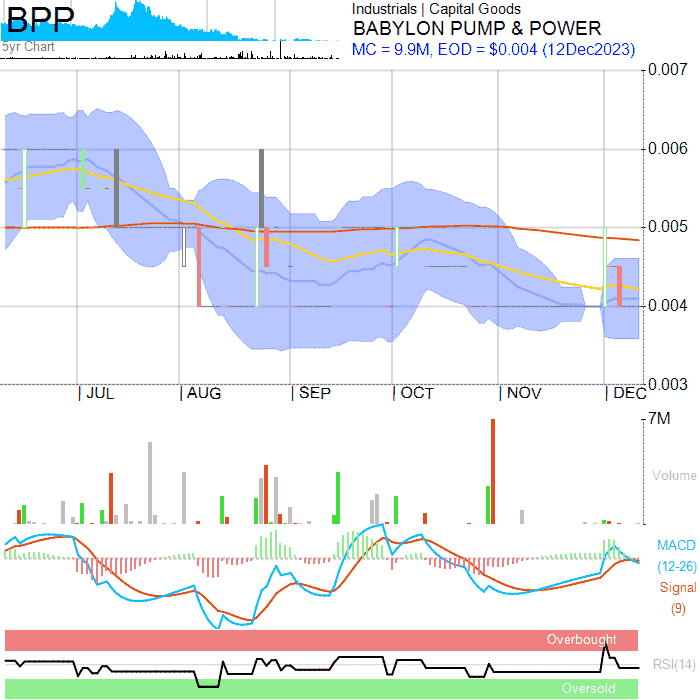 BPP
5yr Chart
Industrials | Capital Goods
BABYLON PUMP & POWER
MC = 9.9M, EOD = $0.004 (12Dec2023)
0.007
0.006
0.005
0.004
0.003
| JUL | AUG | SEP | OCT | NOV | DEC
7M
Volume
MACD
(12-26)
Signal
(9)
Overbought
RSI(14)
Oversold